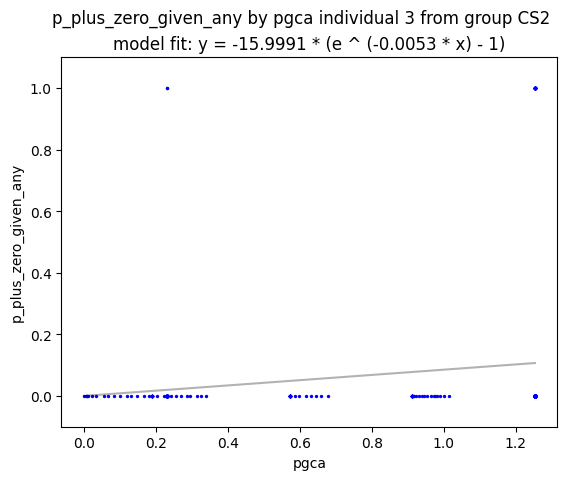 p_plus_zero_given_any by pgca individual 3 from group CS2
model fit: y = -15.9991 * (e ^ (-0.0053 * x) - 1)
1.0
0.8
0.6
0.4
0.2
0.0
p_plus_zero_given_any
0.0 0.2 0.4 0.6 0.8 1.0 1.2
pgca